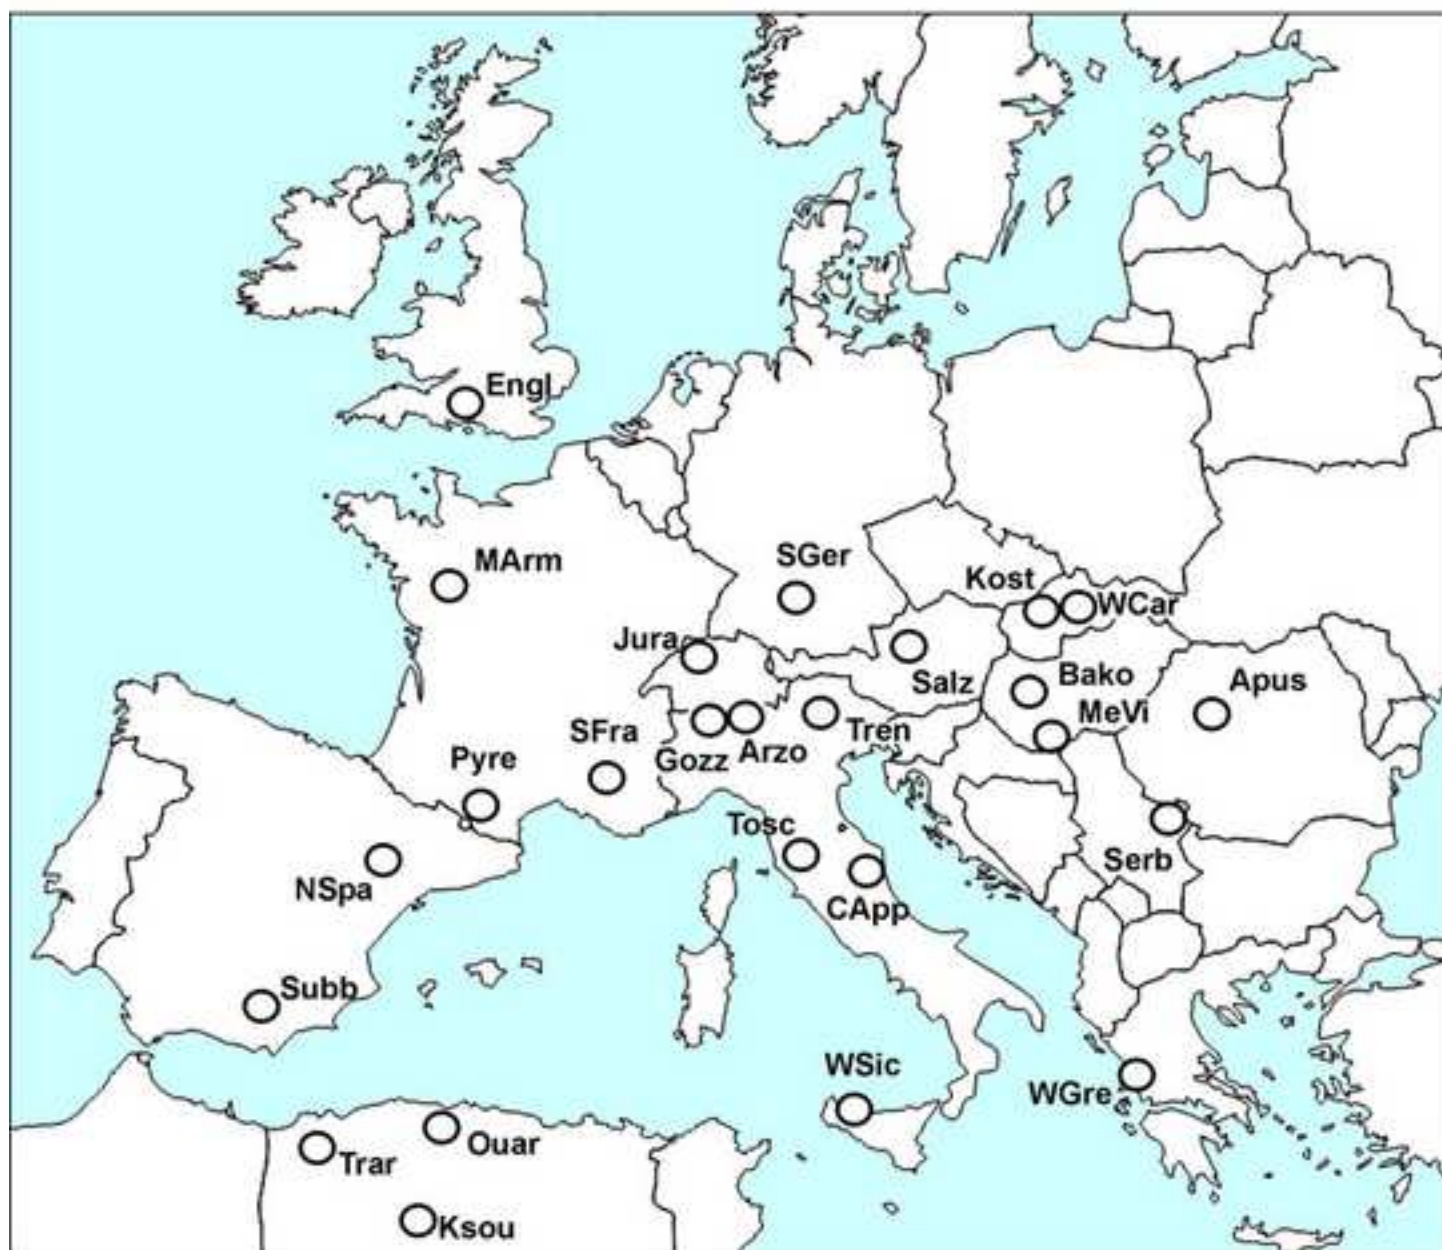 Engl
MArm
SGer
Kost
WCar
Jura
Salz
Bako
Apus
MeVi
SFra
Gozz
Arzo
Tren
Pyre
Tosc
NSpa
CApp
Serb
Subb
WSic
WGre
Ouar
Trar
Ksou